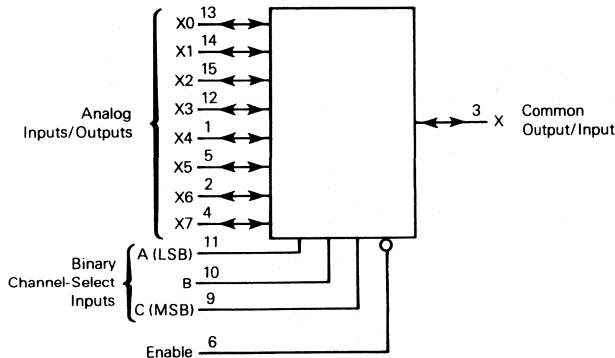 X0 13
X1 14
X2 15
X3 12
X4 1
X5 5
X6 2
X7 4
Analog
Inputs/Outputs
3 X
Common
Output/Input
A (LSB) 11
B 10
C (MSB) 9
Binary
Channel-Select
Inputs
Enable 6